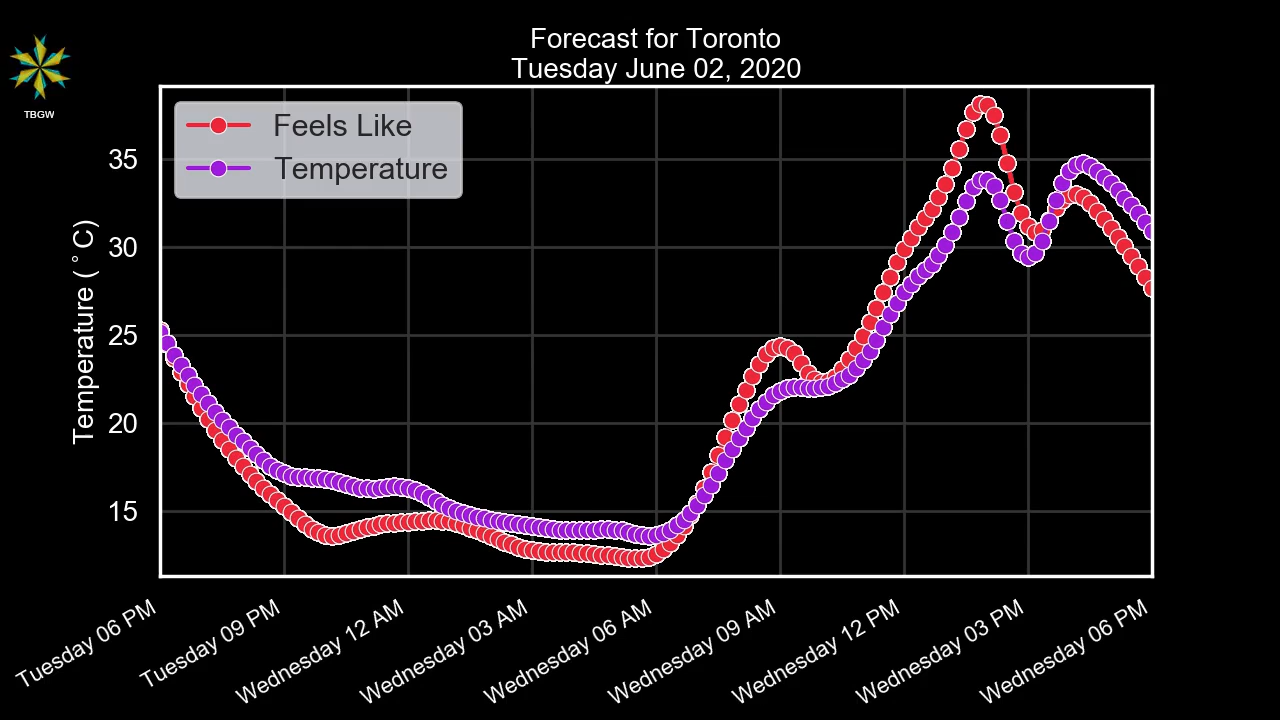 Forecast for Toronto
Tuesday June 02, 2020
TBGW
Feels Like
Temperature
Temperature ( ° C)
35
30
25
20
15
Tuesday 06 PM
Tuesday 09 PM
Wednesday 12 AM
Wednesday 03 AM
Wednesday 06 AM
Wednesday 09 AM
Wednesday 12 PM
Wednesday 03 PM
Wednesday 06 PM